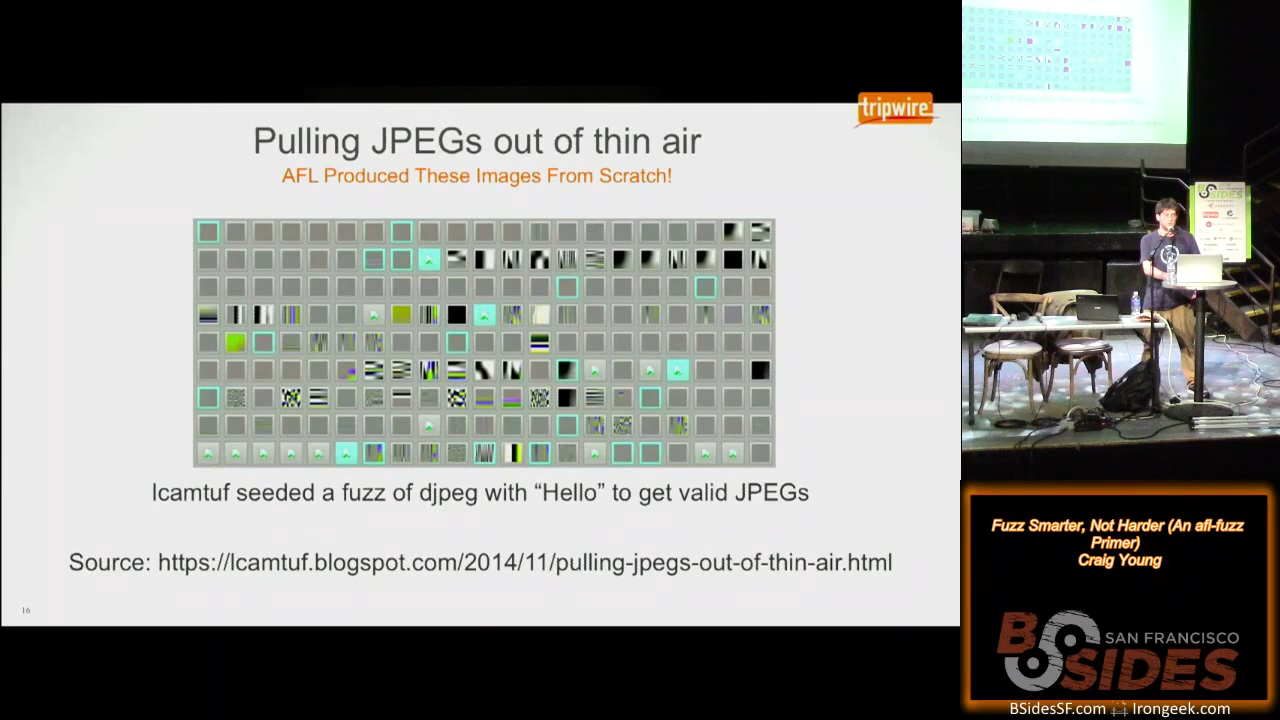 tripwire
Pulling JPEGs out of thin air
AFL Produced These Images From Scratch!
lcamtuf seeded a fuzz of djpeg with “Hello” to get valid JPEGs
Source: https://lcamtuf.blogspot.com/2014/11/pulling-jpegs-out-of-thin-air.html
16
BSIDES
Fuzz Smarter, Not Harder (An afl-fuzz
Primer)
Craig Young
BSIDES
SAN FRANCISCO
BSidesSF.com Irongeek.com